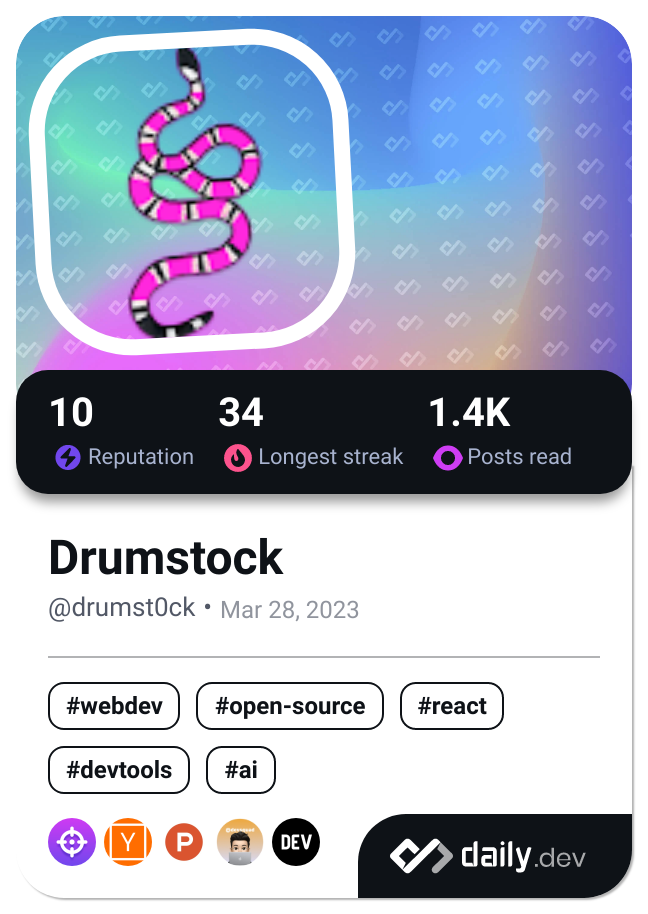 10 34 1.4K
Reputation Longest streak Posts read
Drumstock
@drumst0ck • Mar 28, 2023
#webdev #open-source #react
#devtools #ai
Y P DEV
daily.dev